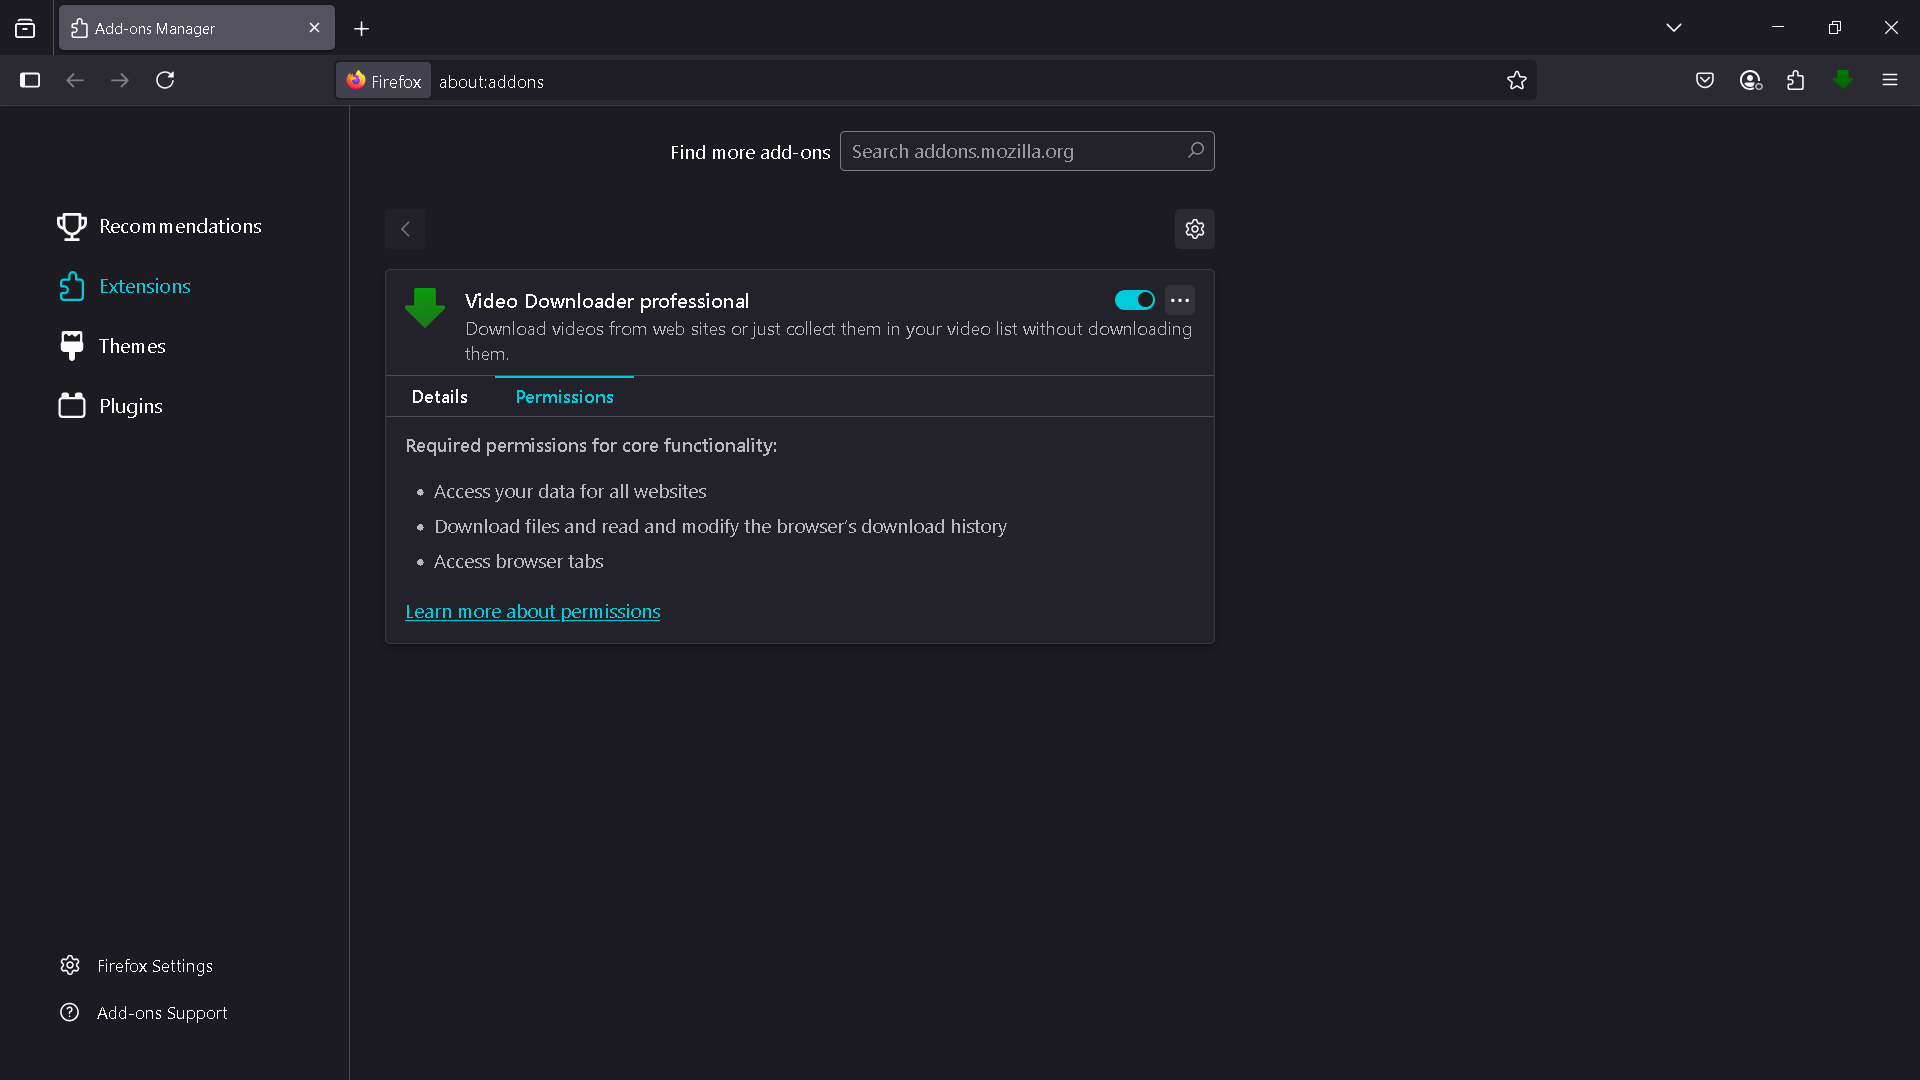 Add-ons Manager
Firefox
about:addons
Find more add-ons
Search addons.mozilla.org
Recommendations
Extensions
Themes
Plugins
Video Downloader professional
Download videos from web sites or just collect them in your video list without downloading
them.
Details
Permissions
Required permissions for core functionality:
• Access your data for all websites
• Download files and read and modify the browser’s download history
• Access browser tabs
Learn more about permissions
Firefox Settings
Add-ons Support